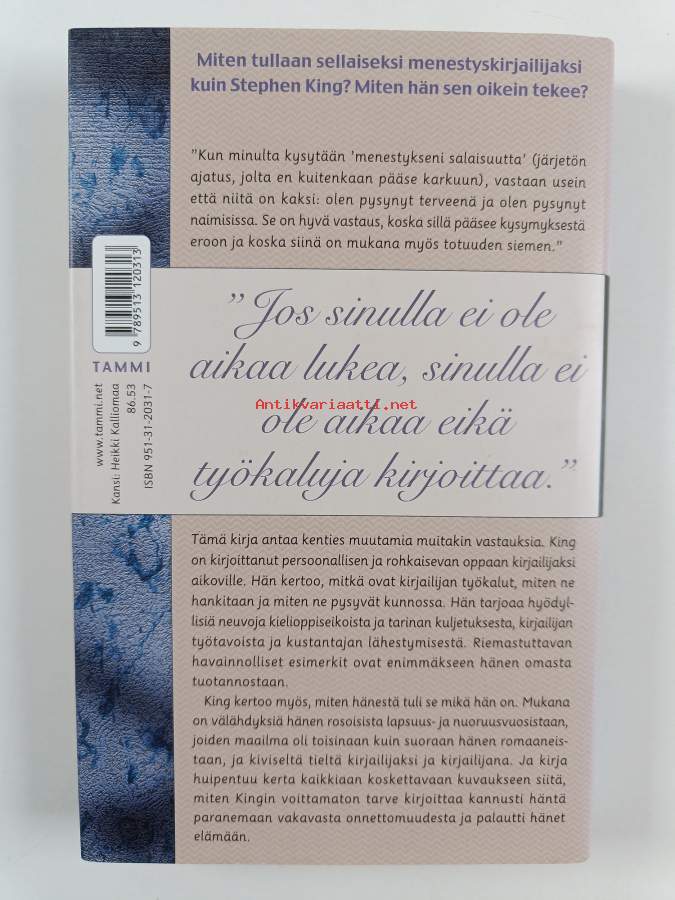 Miten tullaan sellaiseksi menestyskirjailijaksi
kuin Stephen King? Miten hän sen oikein tekee?
”Kun minulta kysytään ’menestykseni salaisuutta’ (järjetön
ajatus, jolta en kuitenkaan pääse karkuun), vastaan usein
että niitä on kaksi: olen pysynyt terveenä ja olen pysynyt
naimisissa. Se on hyvä vastaus, koska sillä pääsee kysymyksestä
eroon ja koska siinä on mukana myös totuuden siemen.”
9 789513 120313
TAMMI
www.tammi.net
Kansi: Heikki Kalliomaa
86.53
ISBN 951-31-2031-7
”Jos sinulla ei ole
aikaa lukea, sinulla ei
Antikvariaatti.net
ole aikaa eikä
työkaluja kirjoittaa.”
Tämä kirja antaa kenties muutamia muitakin vastauksia. King
on kirjoittanut persoonallisen ja rohkaisevan oppaan kirjailijaksi
aikoville. Hän kertoo, mitkä ovat kirjailijan työkalut, miten ne
hankitaan ja miten ne pysyvät kunnossa. Hän tarjoaa hyödyl-
lisiä neuvoja kielioppiseikoista ja tarinan kuljetuksesta, kirjailijan
työtavoista ja kustantajan lähestymisestä. Riemastuttavan
havainnolliset esimerkit ovat enimmäkseen hänen omasta
tuotannostaan.
King kertoo myös, miten hänestä tuli se mikä hän on. Mukana
on välähdyksiä hänen rosoisista lapsuus- ja nuoruusvuosistaan,
joiden maailma oli toisinaan kuin suoraan hänen romaaneis-
taan, ja kiviseltä tieltä kirjailijaksi ja kirjailijana. Ja kirja
huipentuu kerta kaikkiaan koskettavaan kuvaukseen siitä,
miten Kingin voittamaton tarve kirjoittaa kannusti häntä
paranemaan vakavasta onnettomuudesta ja palautti hänet
elämään.